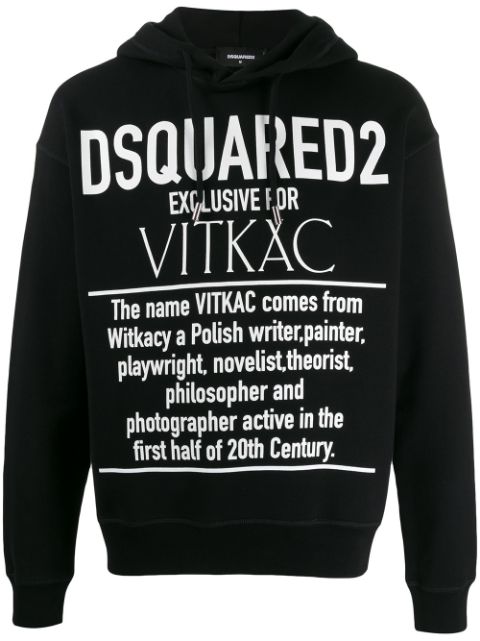 DSQUARED2
DSQUARED2
EXCLUSIVE FOR
VITKAC
The name VITKAC comes from
Witkacy a Polish writer,painter,
playwright, novelist,theorist,
philosopher and
photographer active in the
first half of 20th Century.